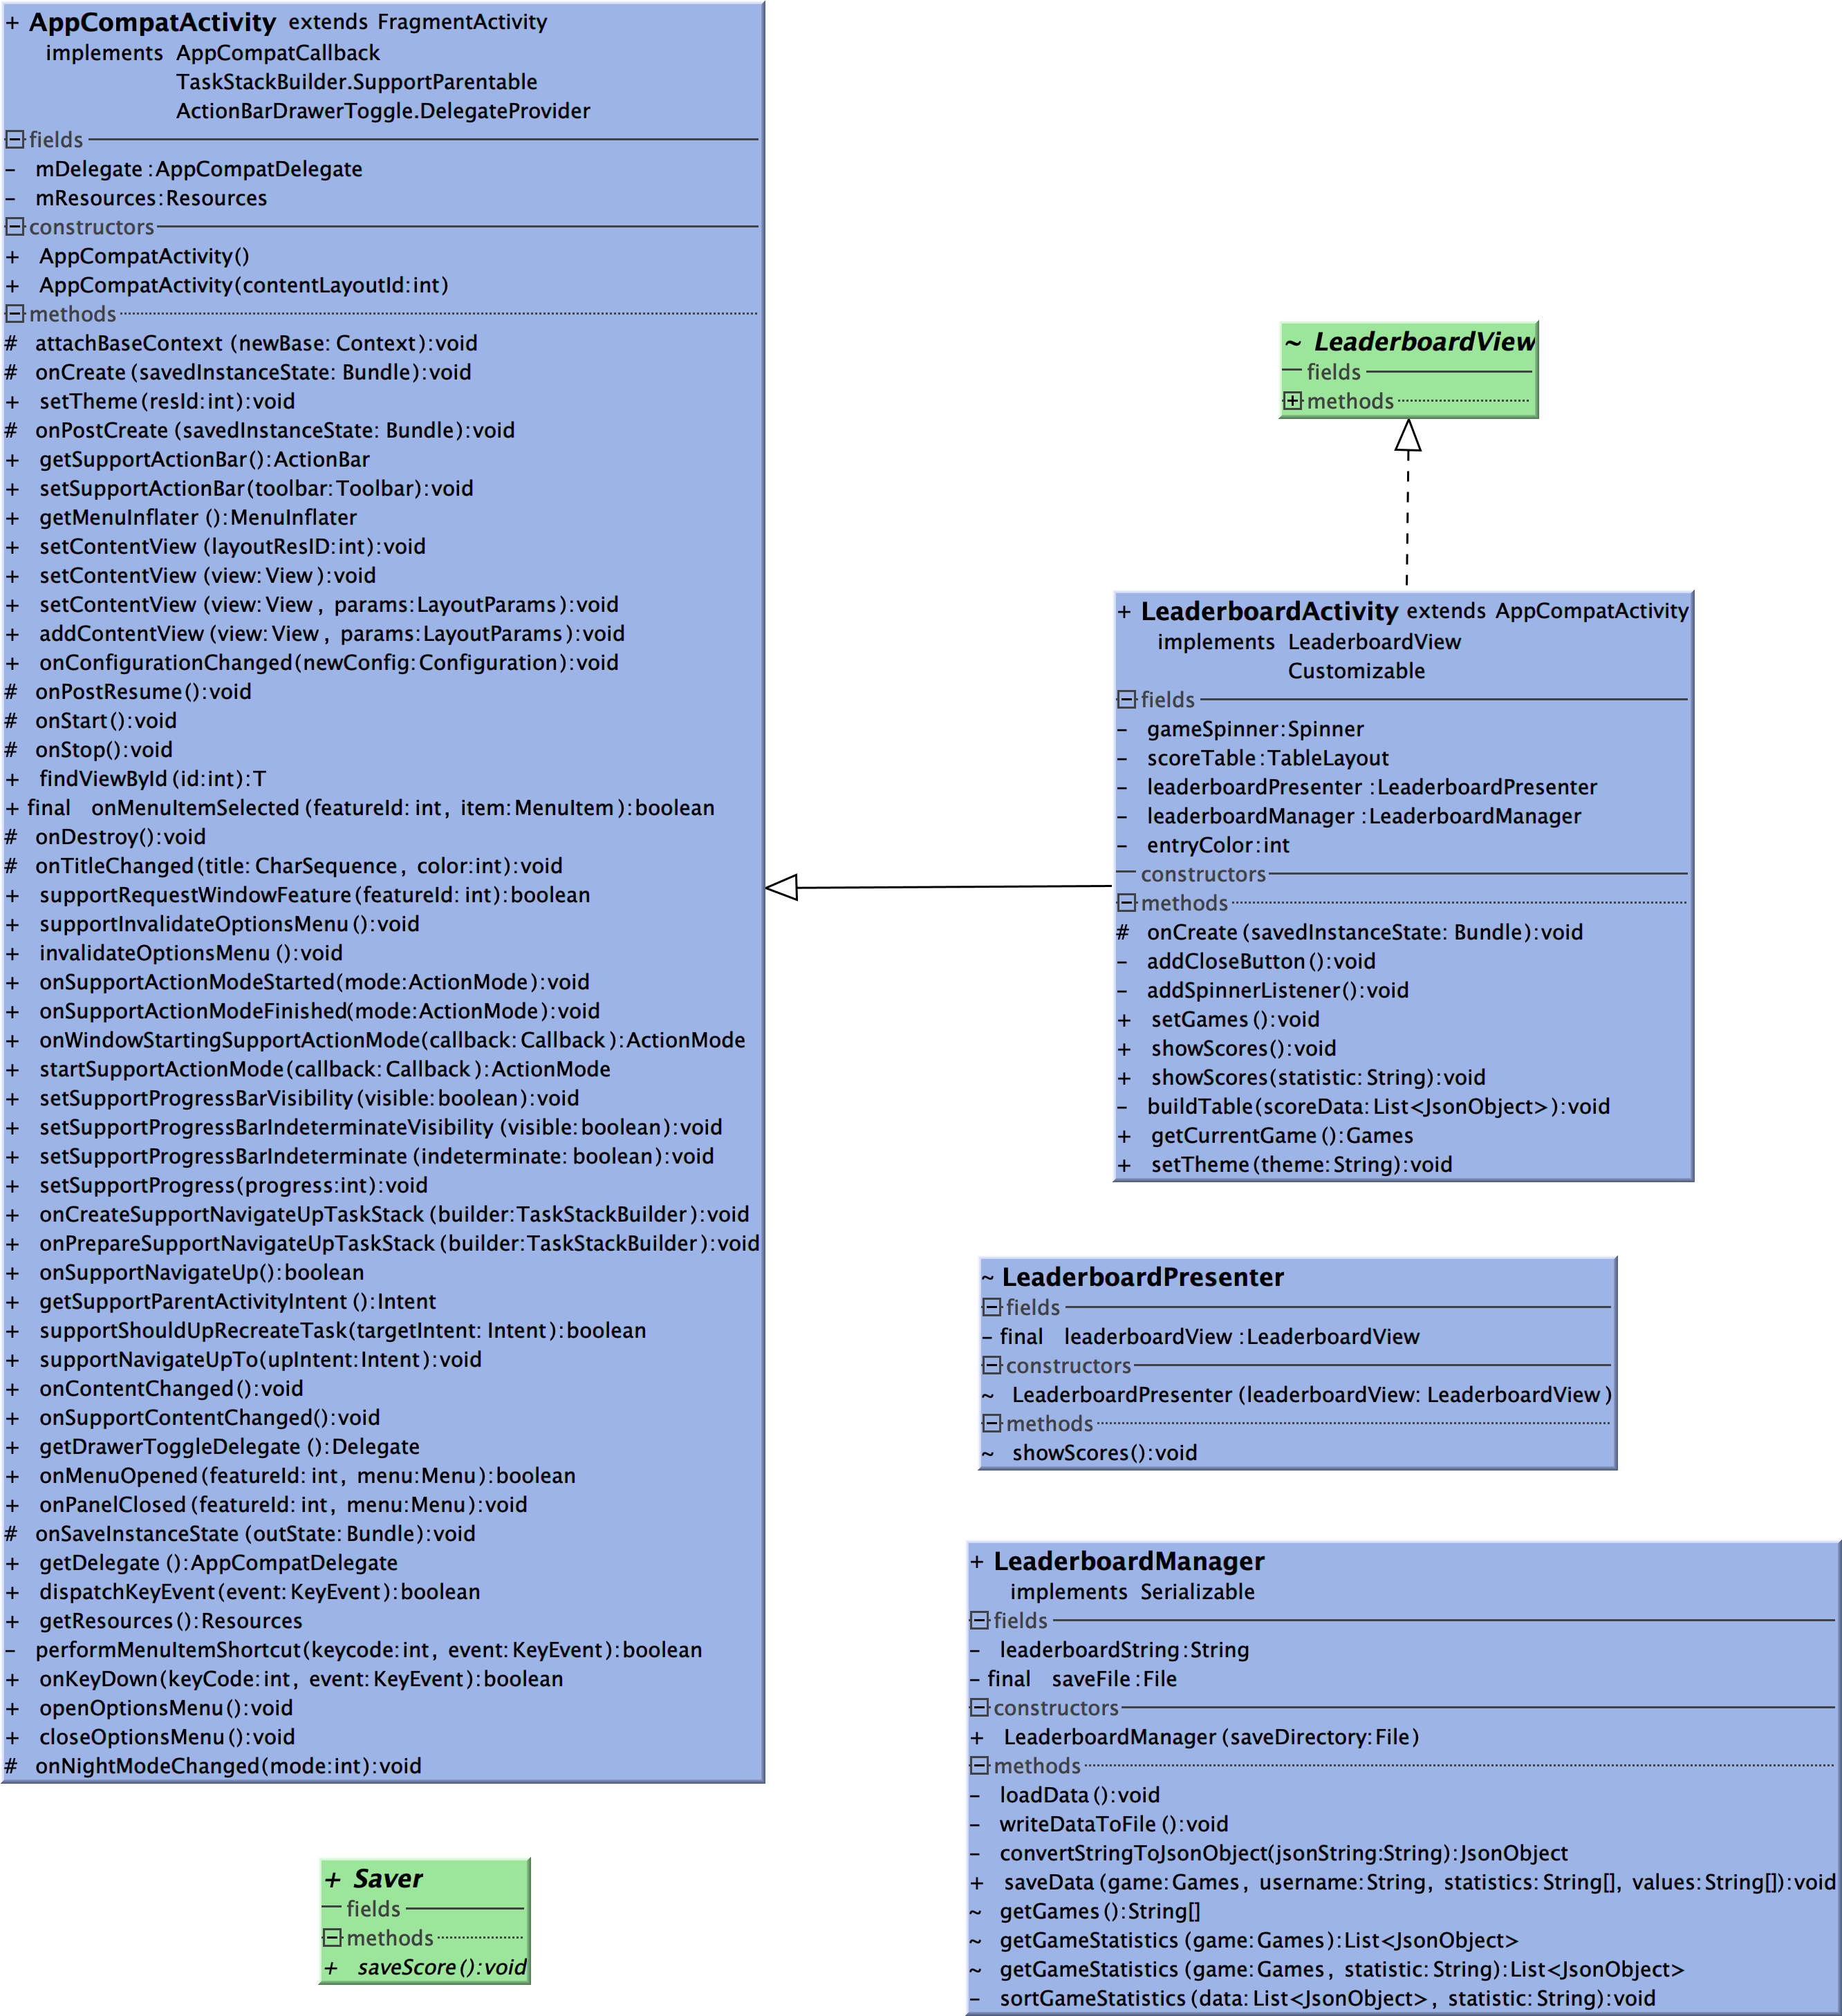 + AppCompatActivity extends FragmentActivity
implements AppCompatCallback
TaskStackBuilder.SupportParentable
ActionBarDrawerToggle.DelegateProvider
fields
- mDelegate:AppCompatDelegate
- mResources:Resources
constructors
+ AppCompatActivity()
+ AppCompatActivity(contentLayoutId:int)
methods
# attachBaseContext(newBase:Context):void
# onCreate(savedInstanceState:Bundle):void
+ setTheme(resId:int):void
# onPostCreate(savedInstanceState:Bundle):void
+ getSupportActionBar():ActionBar
+ setSupportActionBar(toolbar:Toolbar):void
+ getMenuInflater():MenuInflater
+ setContentView(layoutResID:int):void
+ setContentView(view:View):void
+ setContentView(view:View, params:LayoutParams):void
+ addContentView(view:View, params:LayoutParams):void
+ onConfigurationChanged(newConfig:Configuration):void
# onPostResume():void
# onStart():void
# onStop():void
+ findViewById(id:int):T
+ final onMenuItemSelected(featureId:int, item:MenuItem):boolean
# onDestroy():void
# onTitleChanged(title:CharSequence, color:int):void
+ supportRequestWindowFeature(featureId:int):boolean
+ supportInvalidateOptionsMenu():void
+ invalidateOptionsMenu():void
+ onSupportActionModeStarted(mode:ActionMode):void
+ onSupportActionModeFinished(mode:ActionMode):void
+ onWindowStartingSupportActionMode(callback:Callback):ActionMode
+ startSupportActionMode(callback:Callback):ActionMode
+ setSupportProgressBarVisibility(visible:boolean):void
+ setSupportProgressBarIndeterminateVisibility(visible:boolean):void
+ setSupportProgressBarIndeterminate(indeterminate:boolean):void
+ setSupportProgress(progress:int):void
+ onCreateSupportNavigateUpTaskStack(builder:TaskStackBuilder):void
+ onPrepareSupportNavigateUpTaskStack(builder:TaskStackBuilder):void
+ onSupportNavigateUp():boolean
+ getSupportParentActivityIntent():Intent
+ supportShouldUpRecreateTask(targetIntent:Intent):boolean
+ supportNavigateUpTo(upIntent:Intent):void
+ onContentChanged():void
+ onSupportContentChanged():void
+ getDrawerToggleDelegate():Delegate
+ onMenuOpened(featureId:int, menu:Menu):boolean
+ onPanelClosed(featureId:int, menu:Menu):void
# onSaveInstanceState(outState:Bundle):void
+ getDelegate():AppCompatDelegate
+ dispatchKeyEvent(event:KeyEvent):boolean
+ getResources():Resources
- performMenuItemShortcut(keycode:int, event:KeyEvent):boolean
+ onKeyDown(keyCode:int, event:KeyEvent):boolean
+ openOptionsMenu():void
+ closeOptionsMenu():void
# onNightModeChanged(mode:int):void
+ Saver
fields
methods
+ saveScore():void
~ LeaderboardView
fields
methods
+ LeaderboardActivity extends AppCompatActivity
implements LeaderboardView
Customizable
fields
- gameSpinner:Spinner
- scoreTable:TableLayout
- leaderboardPresenter:LeaderboardPresenter
- leaderboardManager:LeaderboardManager
- entryColor:int
constructors
methods
# onCreate(savedInstanceState:Bundle):void
- addCloseButton():void
- addSpinnerListener():void
+ setGames():void
+ showScores():void
+ showScores(statistic:String):void
- buildTable(scoreData:List<JsonObject>):void
+ getCurrentGame():Games
+ setTheme(theme:String):void
~ LeaderboardPresenter
fields
- final leaderboardView:LeaderboardView
constructors
~ LeaderboardPresenter(leaderboardView:LeaderboardView)
methods
~ showScores():void
+ LeaderboardManager
implements Serializable
fields
- leaderboardString:String
- final saveFile:File
constructors
+ LeaderboardManager(saveDirectory:File)
methods
- loadData():void
- writeDataToFile():void
- convertStringToJsonObject(jsonString:String):JsonObject
+ saveData(game:Games, username:String, statistics:String[], values:String[]):void
~ getGames():String[]
~ getGameStatistics(game:Games):List<JsonObject>
~ getGameStatistics(game:Games, statistic:String):List<JsonObject>
- sortGameStatistics(data:List<JsonObject>, statistic:String):void